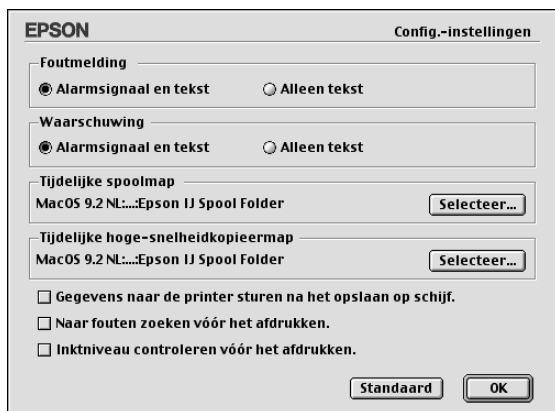 EPSON Config.-instellingen
Foutmelding
Alarmsignaal en tekst Alleen tekst
Waarschuwing
Alarmsignaal en tekst Alleen tekst
Tijdelijke spoolmap
MacOS 9.2 NL:...:Epson IJ Spool Folder Selecteer...
Tijdelijke hoge-snelheidkopieermap
MacOS 9.2 NL:...:Epson IJ Spool Folder Selecteer...
Gegevens naar de printer sturen na het opslaan op schijf.
Naar fouten zoeken vóór het afdrukken.
Inktniveau controleren vóór het afdrukken.
Standaard OK